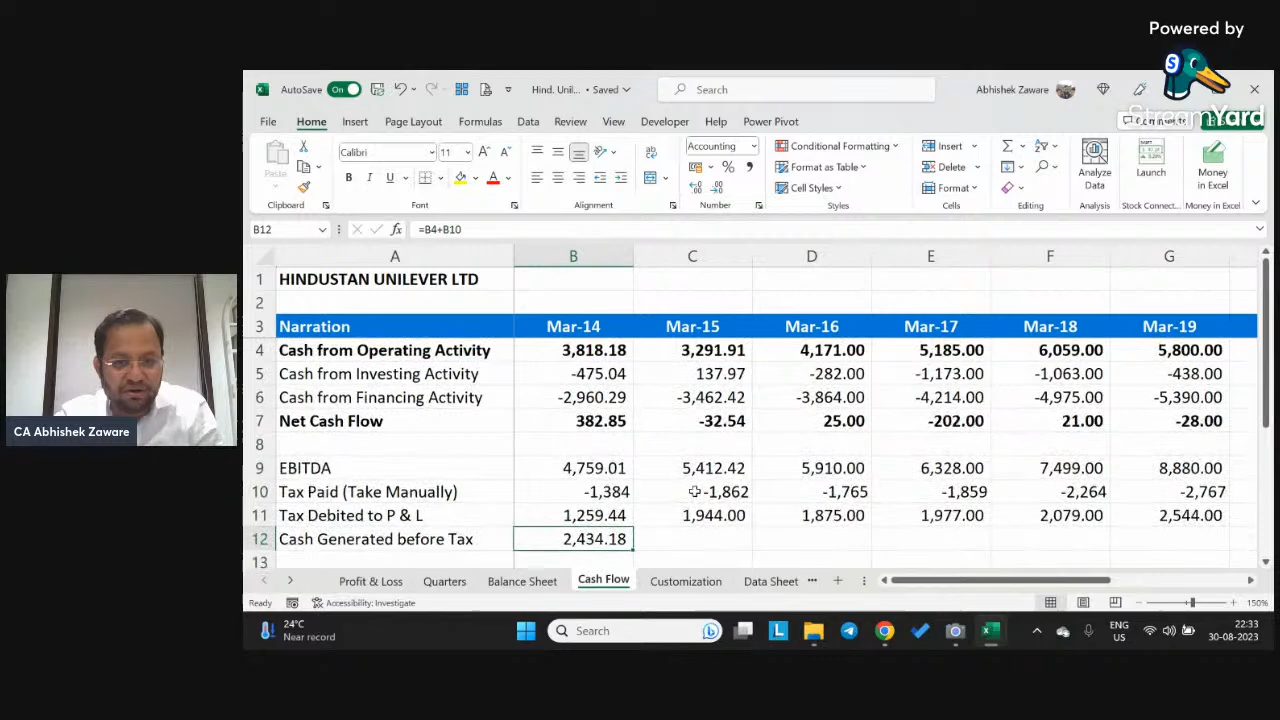 Powered by
StreamYard
AutoSave On Hind. Unil... • Saved Search Abhishek Zaware
File Home Insert Page Layout Formulas Data Review View Developer Help Power Pivot Comments
Paste Calibri 11 Accounting Conditional Formatting Insert Analyze Data Launch Money in Excel
B I U Format as Table Delete
Cell Styles Format
Clipboard Font Alignment Number Styles Cells Editing Analysis Stock Connect... Money in Excel
B12 fx =B4+B10
A B C D E F G
1 HINDUSTAN UNILEVER LTD
2
3 Narration Mar-14 Mar-15 Mar-16 Mar-17 Mar-18 Mar-19
4 Cash from Operating Activity 3,818.18 3,291.91 4,171.00 5,185.00 6,059.00 5,800.00
5 Cash from Investing Activity -475.04 137.97 -282.00 -1,173.00 -1,063.00 -438.00
6 Cash from Financing Activity -2,960.29 -3,462.42 -3,864.00 -4,214.00 -4,975.00 -5,390.00
7 Net Cash Flow 382.85 -32.54 25.00 -202.00 21.00 -28.00
8
9 EBITDA 4,759.01 5,412.42 5,910.00 6,328.00 7,499.00 8,880.00
10 Tax Paid (Take Manually) -1,384 -1,862 -1,765 -1,859 -2,264 -2,767
11 Tax Debited to P & L 1,259.44 1,944.00 1,875.00 1,977.00 2,079.00 2,544.00
12 Cash Generated before Tax 2,434.18
13
Profit & Loss Quarters Balance Sheet Cash Flow Customization Data Sheet ... +
Ready Accessibility: Investigate 150%
24°C
Near record
Search
ENG
US
22:33
30-08-2023
CA Abhishek Zaware